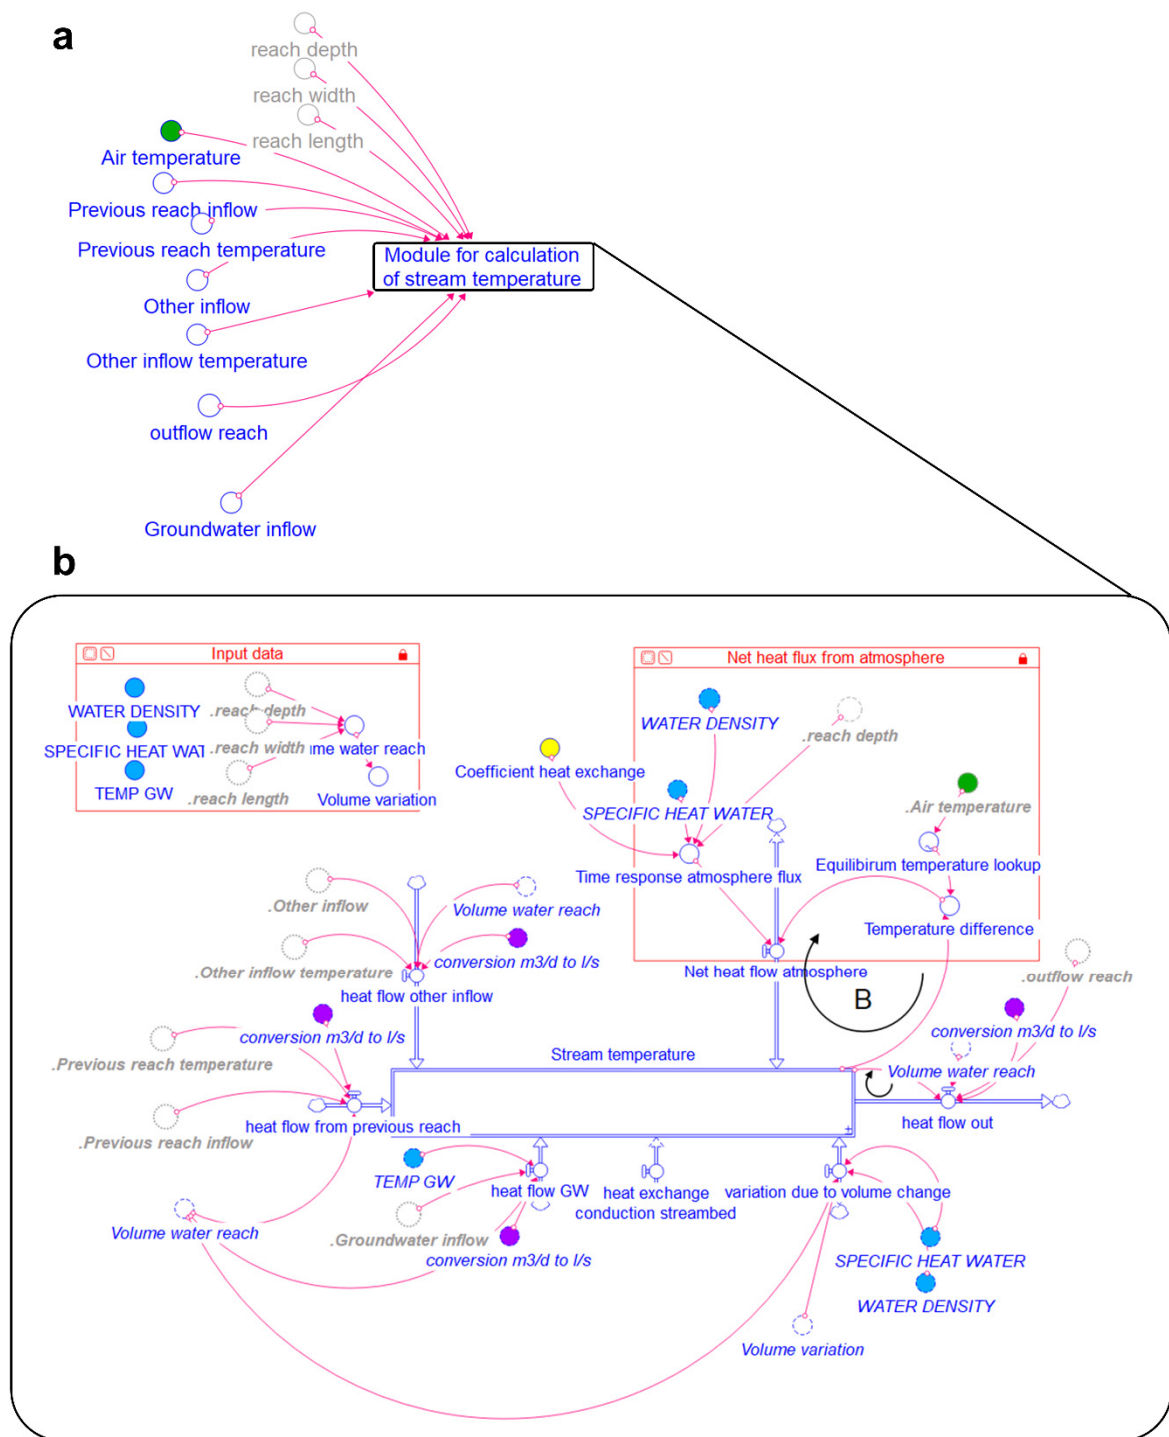 a
reach depth
reach width
reach length
Air temperature
Previous reach inflow
Previous reach temperature
Module for calculation
of stream temperature
Other inflow
Other inflow temperature
outflow reach
Groundwater inflow
b
Input data
WATER DENSITY
.reach depth
SPECIFIC HEAT WAT
.reach width
me water reach
TEMP GW
.reach length
Volume variation
Net heat flux from atmosphere
WATER DENSITY
.reach depth
Coefficient heat exchange
SPECIFIC HEAT WATER
.Air temperature
Equilibirum temperature lookup
Time response atmosphere flux
Temperature difference
Net heat flow atmosphere
B
.Other inflow
Volume water reach
.Other inflow temperature
conversion m3/d to l/s
heat flow other inflow
.outflow reach
conversion m3/d to l/s
conversion m3/d to l/s
.Previous reach temperature
Stream temperature
Volume water reach
.Previous reach inflow
heat flow from previous reach
heat flow out
TEMP GW
heat flow GW
heat exchange
conduction streambed
variation due to volume change
Volume water reach
.Groundwater inflow
conversion m3/d to l/s
SPECIFIC HEAT WATER
WATER DENSITY
Volume variation